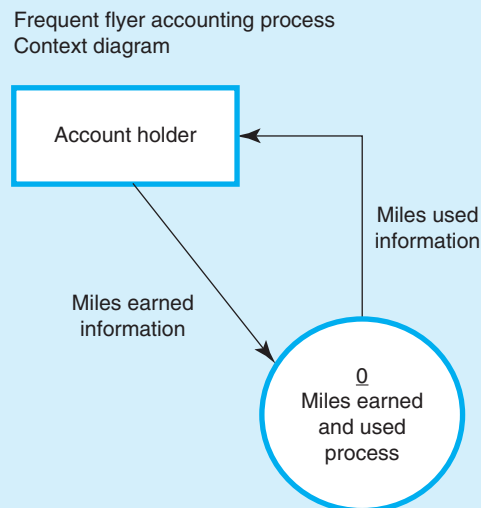 Frequent flyer accounting process
Context diagram
Account holder
Miles used
information
Miles earned
information
0
Miles earned
and used
process